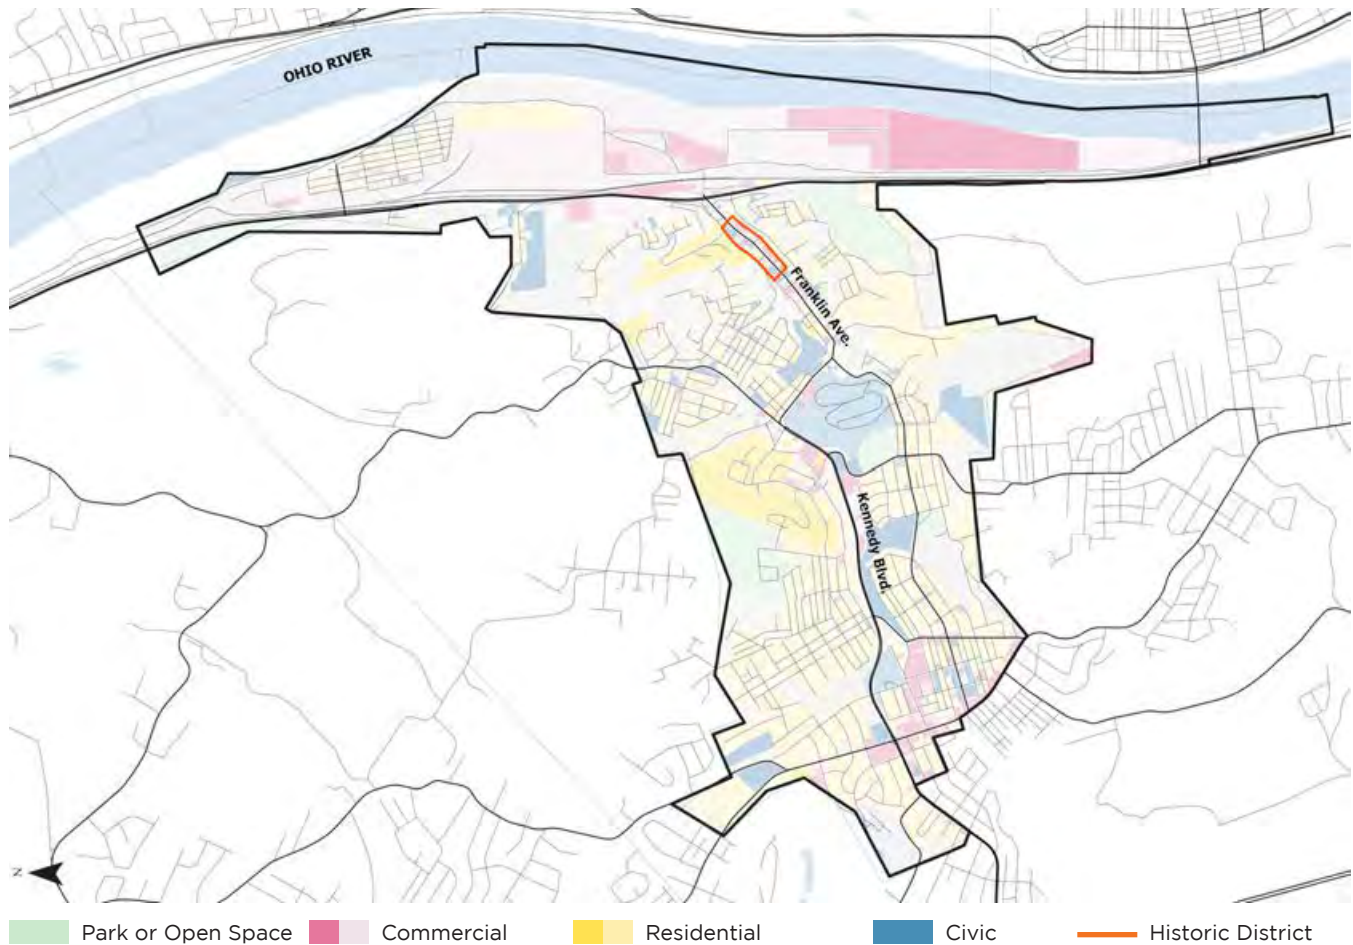 OHIO RIVER
Franklin Ave.
Kennedy Blvd.
N
Park or Open Space
Commercial
Residential
Civic
Historic District